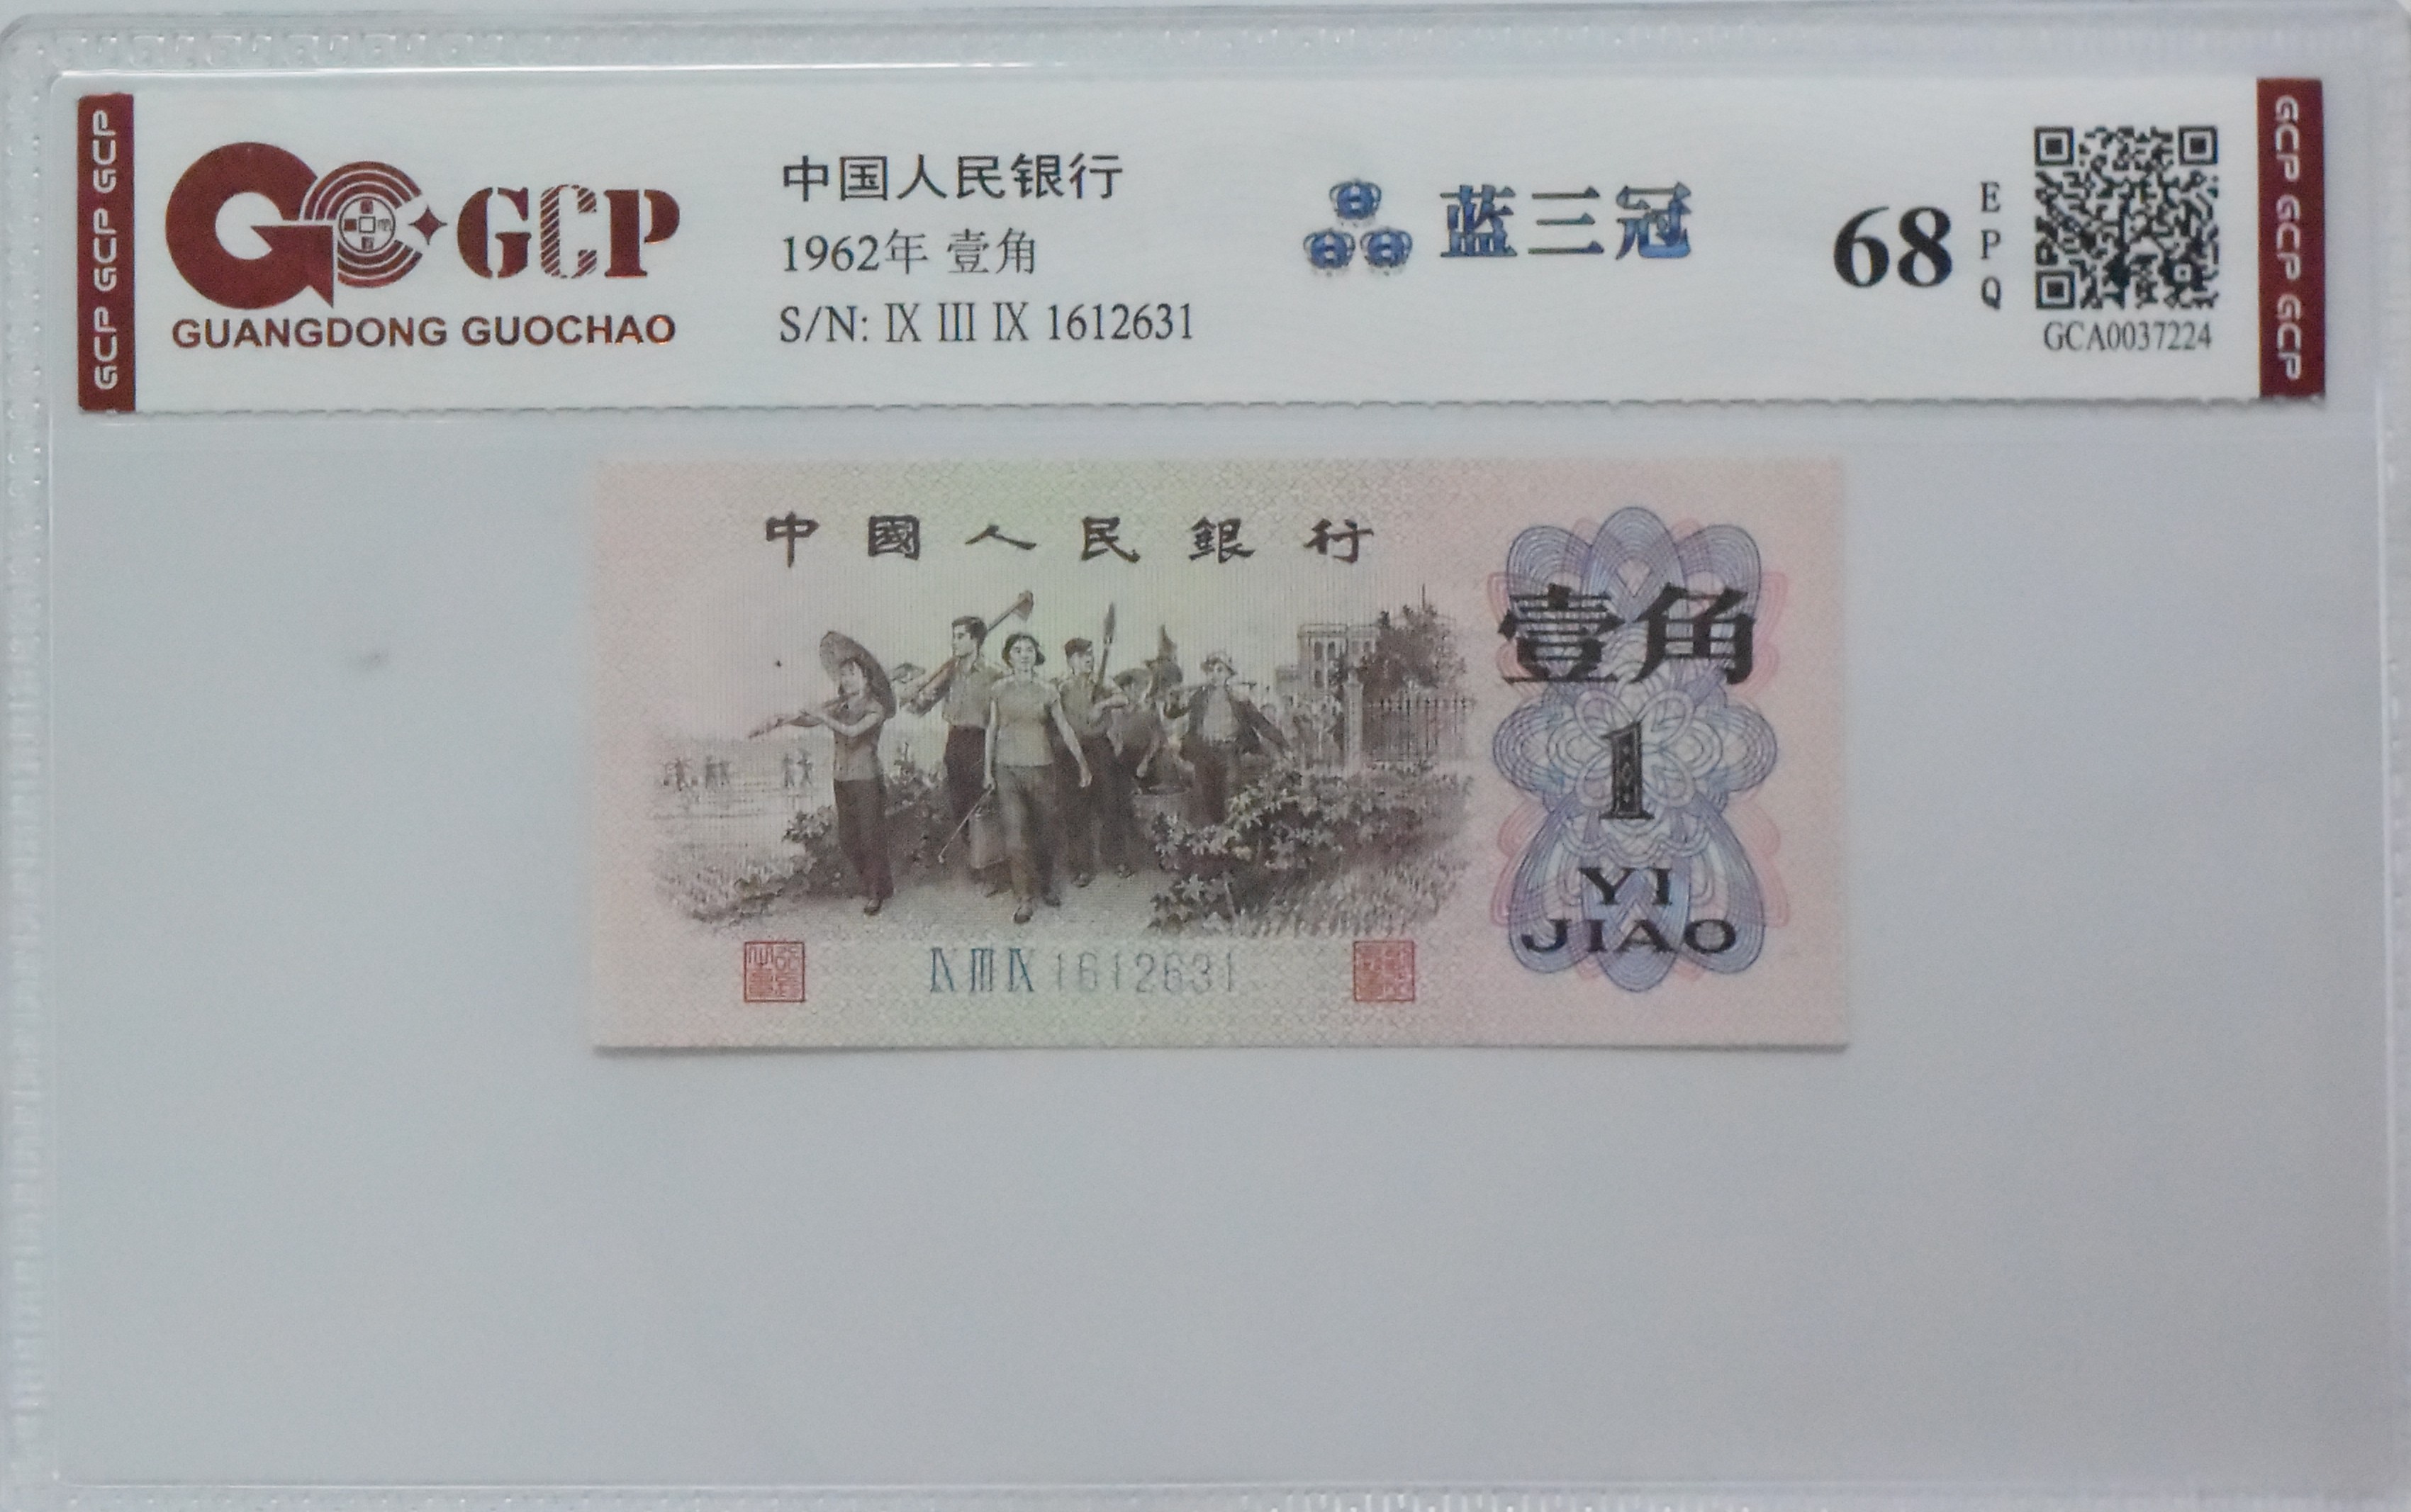 GCP GCP GCP
GCP
GUANGDONG GUOCHAO
中国人民银行
1962年 壹角
S/N: IX III IX 1612631
蓝三冠
68
EPQ
GCA0037224
GCP GCP GCP
中國人民銀行
壹角
1
YI
JIAO
IX III IX 1612631